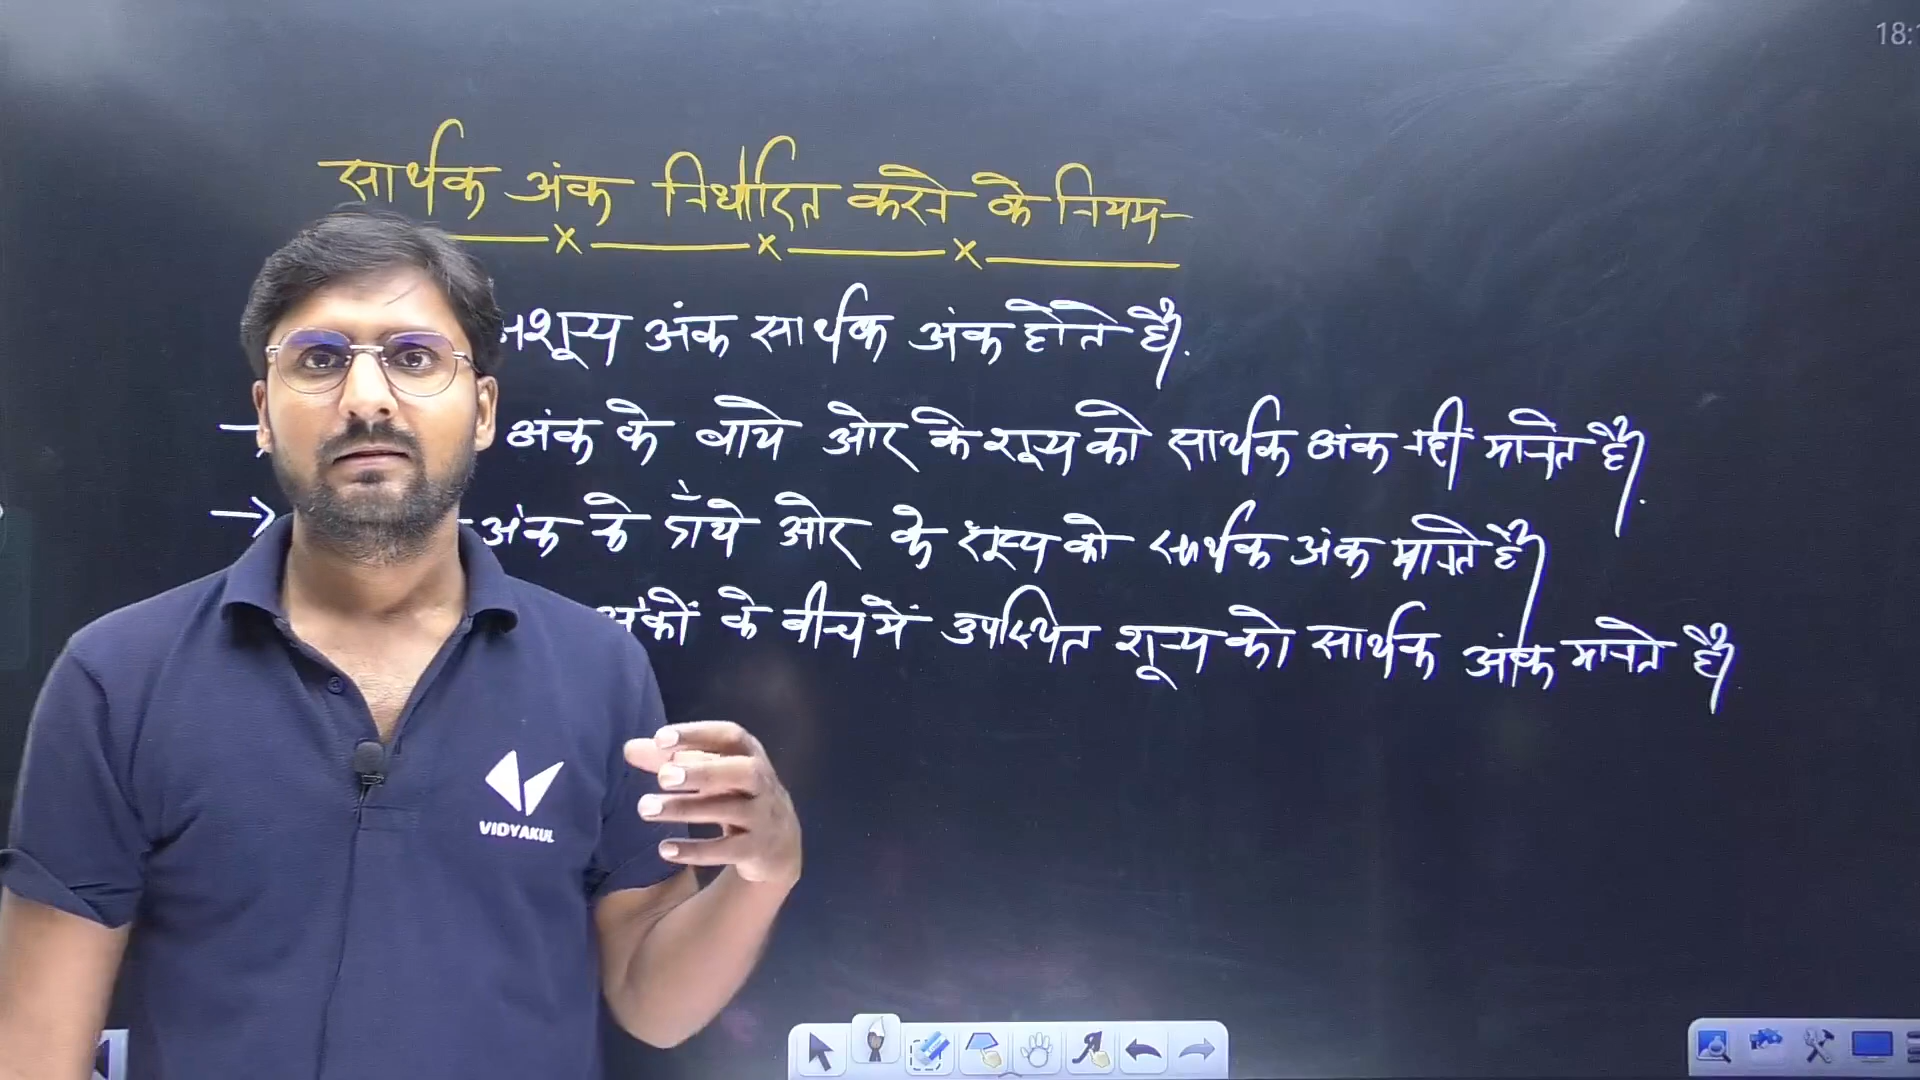 18:
सार्थक अंक निर्धारित करने के नियम-
शून्य अंक सार्थक अंक होते है.
अंक के बाये ओर के शून्य को सार्थक अंक नहीं मानते है.
अंक के दाँये ओर के शून्य को सार्थक अंक मानते है
अंकों के बीच में उपस्थित शून्य को सार्थक अंक मानते है
VIDYAKUL